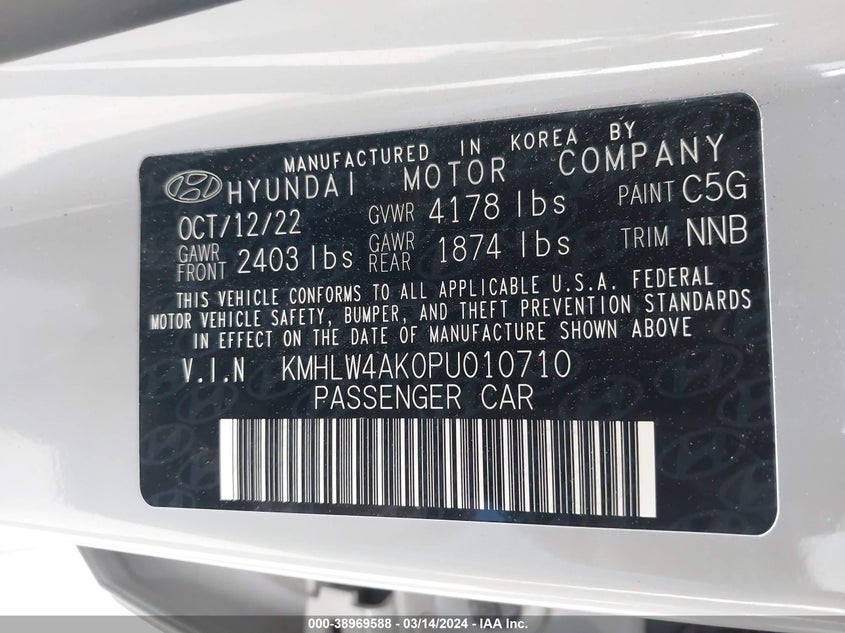 MANUFACTURED IN KOREA BY
HYUNDAI MOTOR COMPANY
OCT/12/22 GVWR 4178 lbs PAINT C5G
GAWR FRONT 2403 lbs GAWR REAR 1874 lbs TRIM NNB
THIS VEHICLE CONFORMS TO ALL APPLICABLE U.S.A. FEDERAL
MOTOR VEHICLE SAFETY, BUMPER, AND THEFT PREVENTION STANDARDS
IN EFFECT ON THE DATE OF MANUFACTURE SHOWN ABOVE
V.I.N KMHLW4AK0PU010710
PASSENGER CAR
000-38969588 - 03/14/2024 - IAAI.com